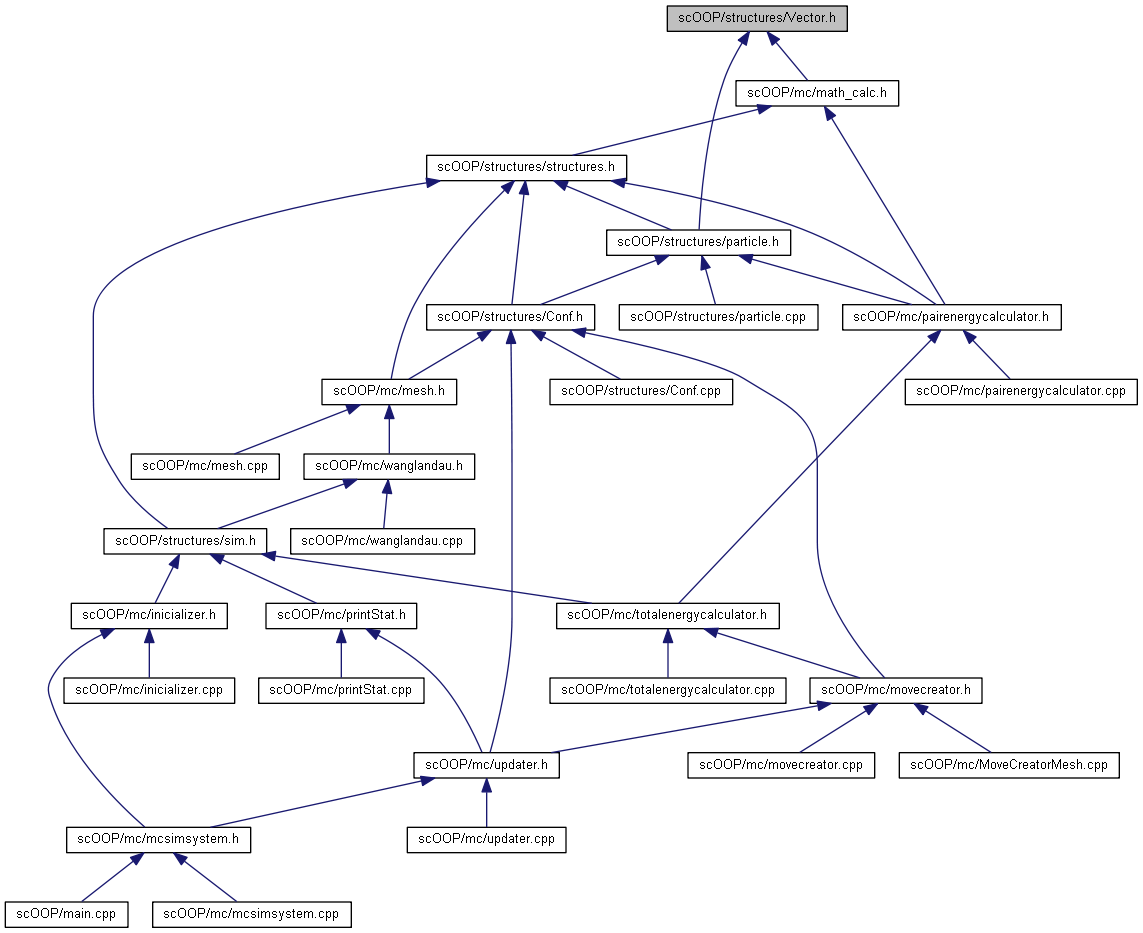 scOOP/structures/Vector.h
scOOP/mc/math_calc.h
scOOP/structures/structures.h
scOOP/structures/particle.h
scOOP/structures/Conf.h
scOOP/structures/particle.cpp
scOOP/mc/pairenergycalculator.h
scOOP/mc/mesh.h
scOOP/structures/Conf.cpp
scOOP/mc/pairenergycalculator.cpp
scOOP/mc/mesh.cpp
scOOP/mc/wanglandau.h
scOOP/structures/sim.h
scOOP/mc/wanglandau.cpp
scOOP/mc/inicializer.h
scOOP/mc/printStat.h
scOOP/mc/totalenergycalculator.h
scOOP/mc/inicializer.cpp
scOOP/mc/printStat.cpp
scOOP/mc/totalenergycalculator.cpp
scOOP/mc/movecreator.h
scOOP/mc/updater.h
scOOP/mc/movecreator.cpp
scOOP/mc/MoveCreatorMesh.cpp
scOOP/mc/mcsimsystem.h
scOOP/mc/updater.cpp
scOOP/main.cpp
scOOP/mc/mcsimsystem.cpp